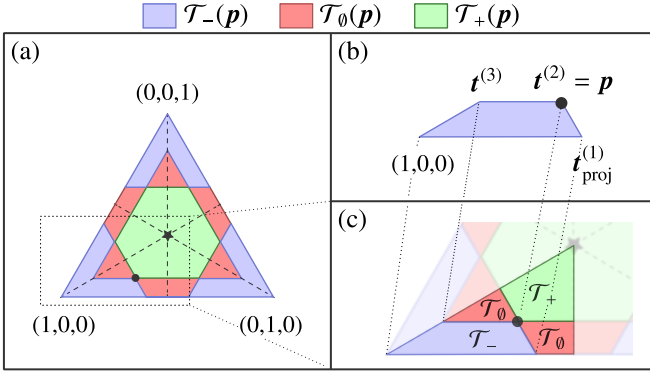 𝒯₋(𝒑) 𝒯∅(𝒑) 𝒯₊(𝒑)
(a)
(0,0,1)
(1,0,0) (0,1,0)
(b)
𝒕⁽³⁾ 𝒕⁽²⁾ = 𝒑
(1,0,0) 𝒕⁽¹⁾proj
(c)
𝒯∅ 𝒯₊
𝒯₋ 𝒯∅